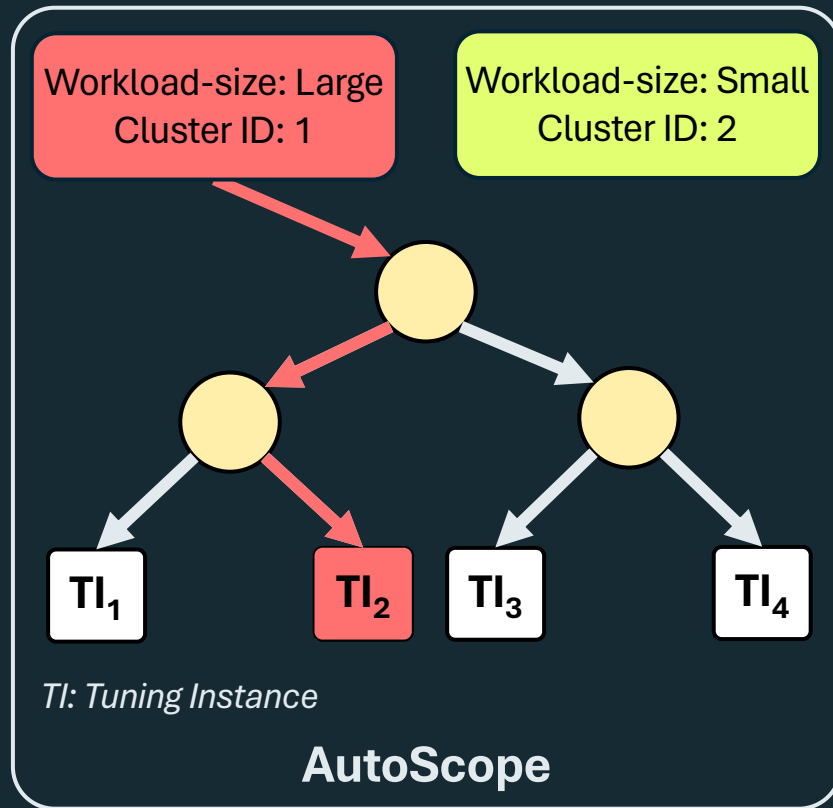 Workload-size: Large
Cluster ID: 1
Workload-size: Small
Cluster ID: 2
TI₁
TI₂
TI₃
TI₄
TI: Tuning Instance
AutoScope